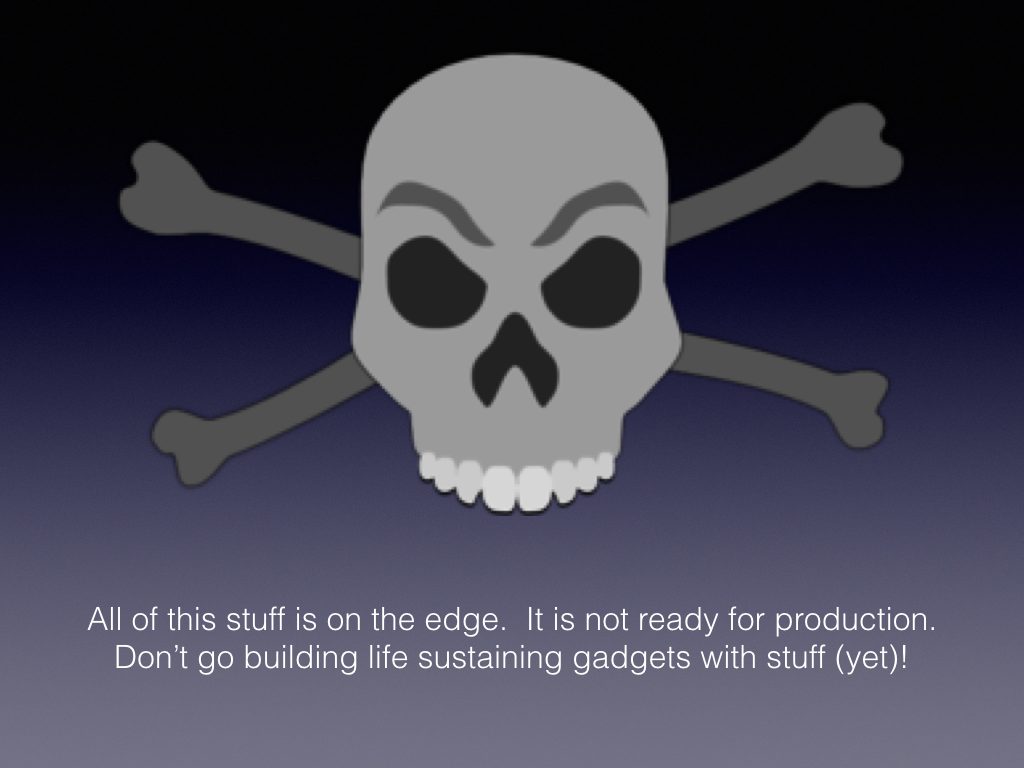 All of this stuff is on the edge.  It is not ready for production.
Don’t go building life sustaining gadgets with stuff (yet)!